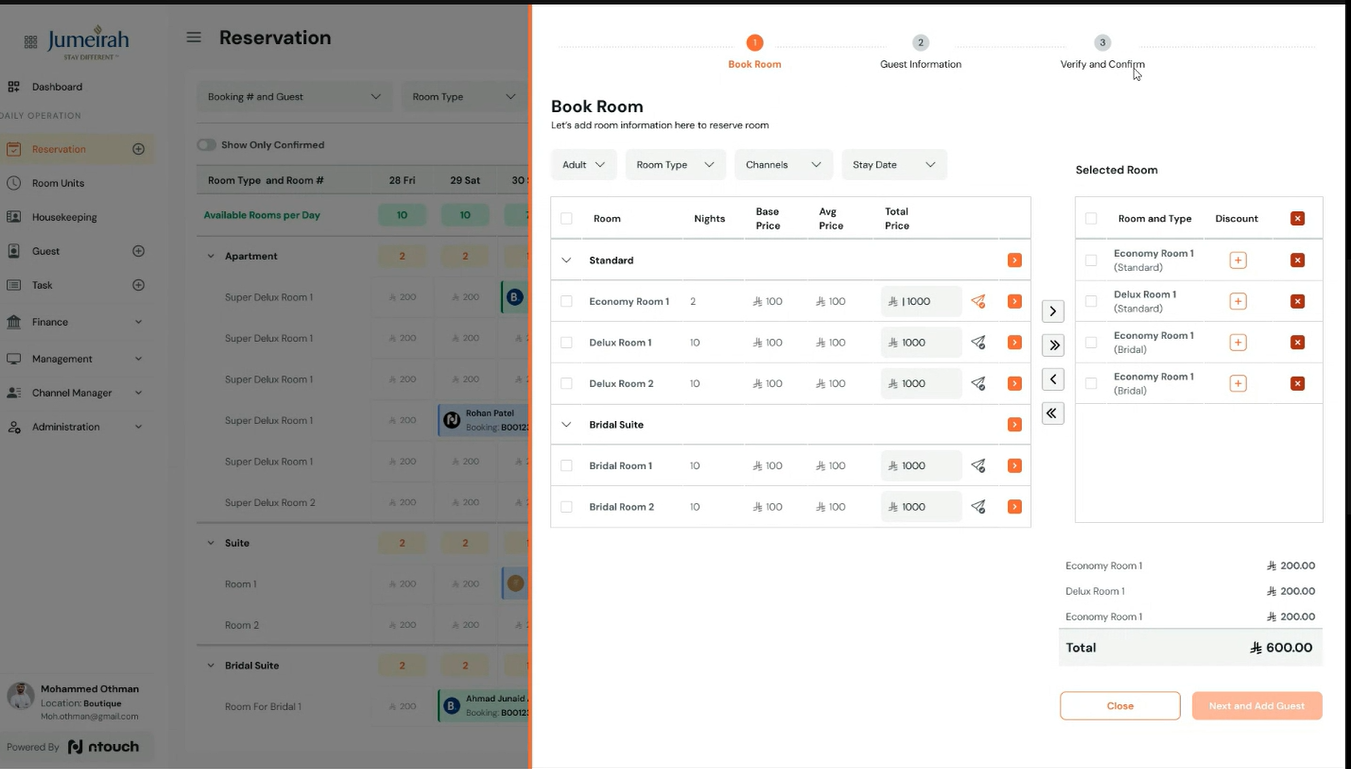 Jumeirah
STAY DIFFERENT™
Reservation
Dashboard
DAILY OPERATION
Reservation
Room Units
Housekeeping
Guest
Task
Finance
Management
Channel Manager
Administration
Mohammed Othman
Location: Boutique
Moh.othman@gmail.com
Powered By ntouch
Booking # and Guest
Room Type
Show Only Confirmed
Room Type and Room # 28 Fri 29 Sat 30
Available Rooms per Day 10 10
Apartment 2 2
Super Delux Room 1 200 200
B.
Super Delux Room 1 200 200
Super Delux Room 1 200 200
Super Delux Room 1 200
Rohan Patel
Booking: B00123
Super Delux Room 1 200 200
Super Delux Room 2 200 200
Suite 2 2
Room 1 200 200
Room 2 200 200
Bridal Suite 2 2
Room For Bridal 1 200
B.
Ahmad Junaid
Booking: B00123
1 2 3
Book Room Guest Information Verify and Confirm
Book Room
Let's add room information here to reserve room
Adult Room Type Channels Stay Date
Room Nights Base Price Avg Price Total Price
Standard
Economy Room 1 2 100 100 | 1000
Delux Room 1 10 100 100 1000
Delux Room 2 10 100 100 1000
Bridal Suite
Bridal Room 1 10 100 100 1000
Bridal Room 2 10 100 100 1000
Selected Room
Room and Type Discount
Economy Room 1
(Standard)
Delux Room 1
(Standard)
Economy Room 1
(Bridal)
Economy Room 1
(Bridal)
Economy Room 1 200.00
Delux Room 1 200.00
Economy Room 1 200.00
Total 600.00
Close Next and Add Guest